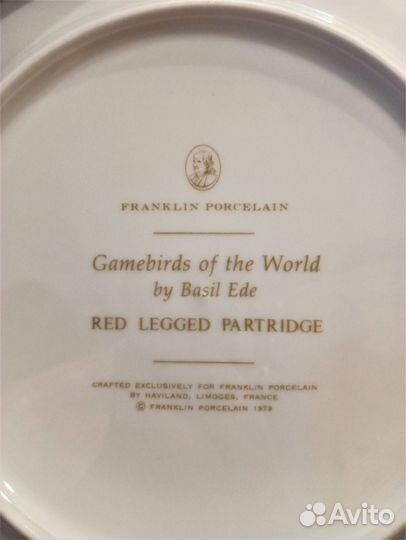 FRANKLIN PORCELAIN
Gamebirds of the World
by Basil Ede
RED LEGGED PARTRIDGE
CRAFTED EXCLUSIVELY FOR FRANKLIN PORCELAIN
BY HAVILAND, LIMOGES, FRANCE
© FRANKLIN PORCELAIN 1979
Avito